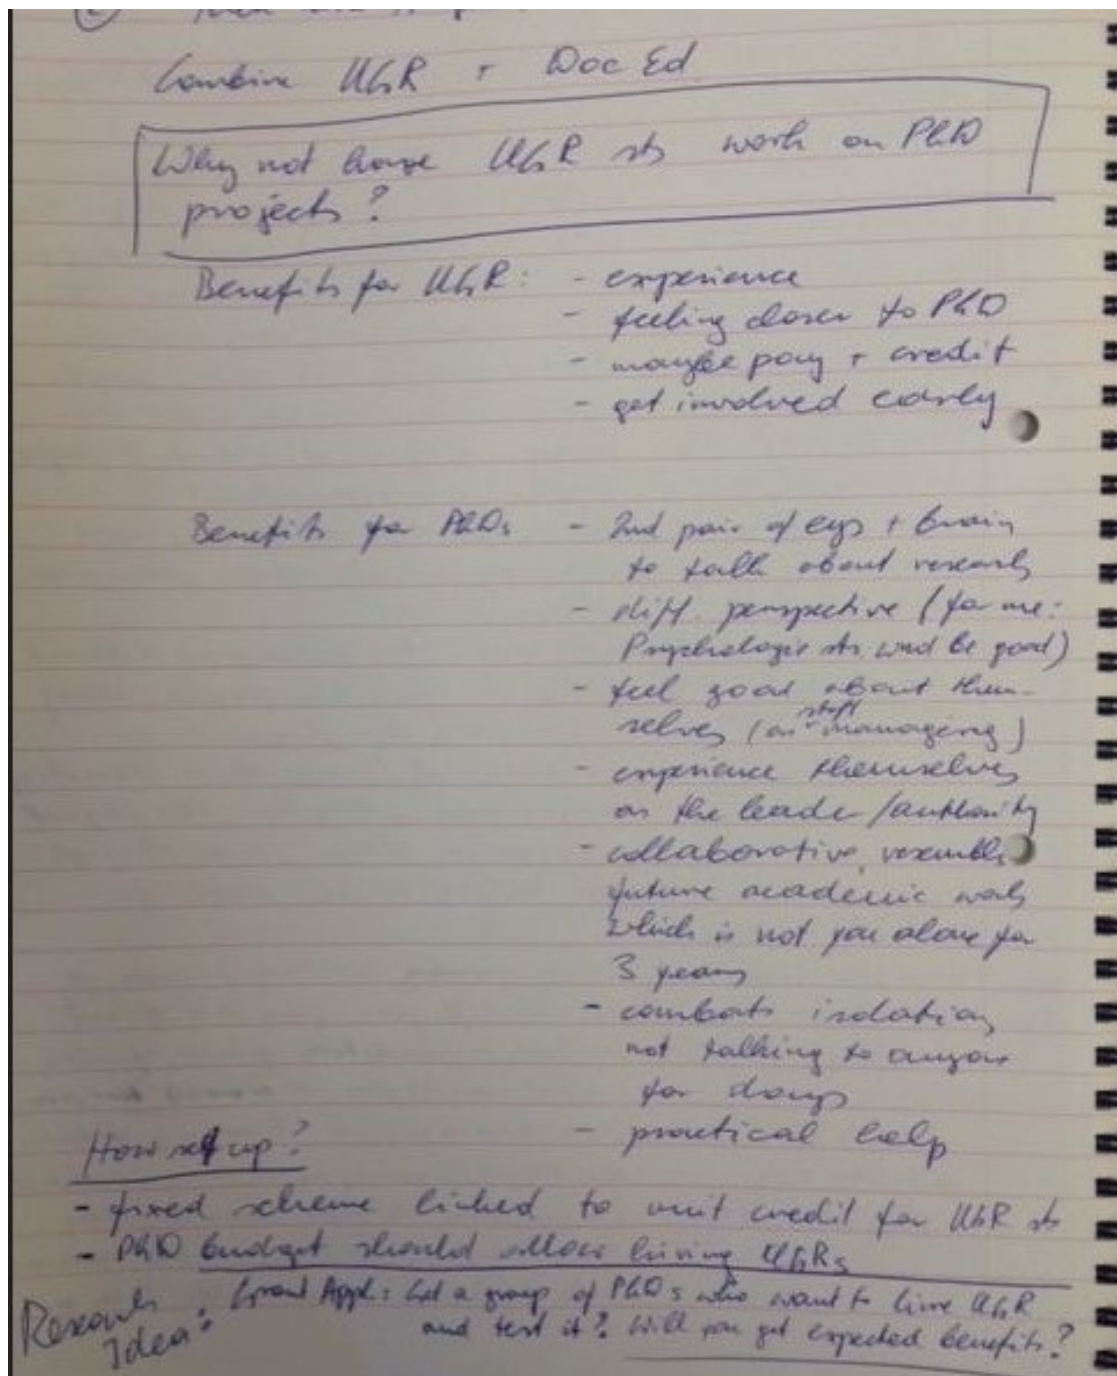 Combine UGR + Doc Ed
Why not have UGR sts work on PhD
projects?
Benefits for UGR: - experience
- feeling closer to PhD
- maybe pay + credit
- get involved early
Benefits for PhDs - 2nd pair of eys + brain
to talk about research
- diff. perspective (for me:
Psychologie sts. wud be good)
- feel good about them-
selves (as staff managing)
- experience themselves
as the leader/authority
- collaborative, resembles
future academic work
which is not you alone for
3 years
- combats isolation,
not talking to anyone
for days
- practical help
How set up?
- fixed scheme linked to unit credit for UGR sts
- PhD budget should allow hiring UGRs
Research Grant Appl: Get a group of PhDs who want to hire UGR
Idea: and test it? Will you get expected benefits?